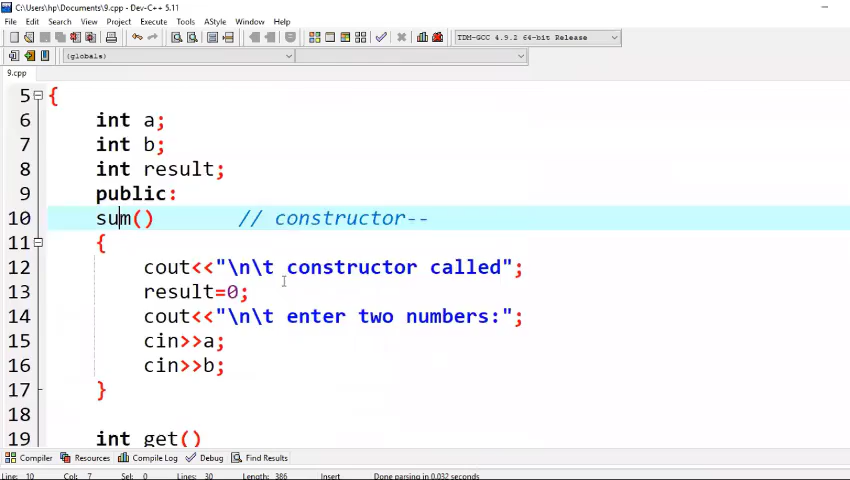 C:\Users\hp\Documents\9.cpp - Dev-C++ 5.11
File Edit Search View Project Execute Tools AStyle Window Help
TDM-GCC 4.9.2 64-bit Release
(globals)
9.cpp
5 {
6 int a;
7 int b;
8 int result;
9 public:
10 sum() // constructor--
11 {
12 cout<<"\n\t constructor called";
13 result=0;
14 cout<<"\n\t enter two numbers:";
15 cin>>a;
16 cin>>b;
17 }
18
19 int get()
Compiler Resources Compile Log Debug Find Results
Line: 10 Col: 7 Sel: 0 Lines: 30 Length: 386 Insert Done parsing in 0.032 seconds